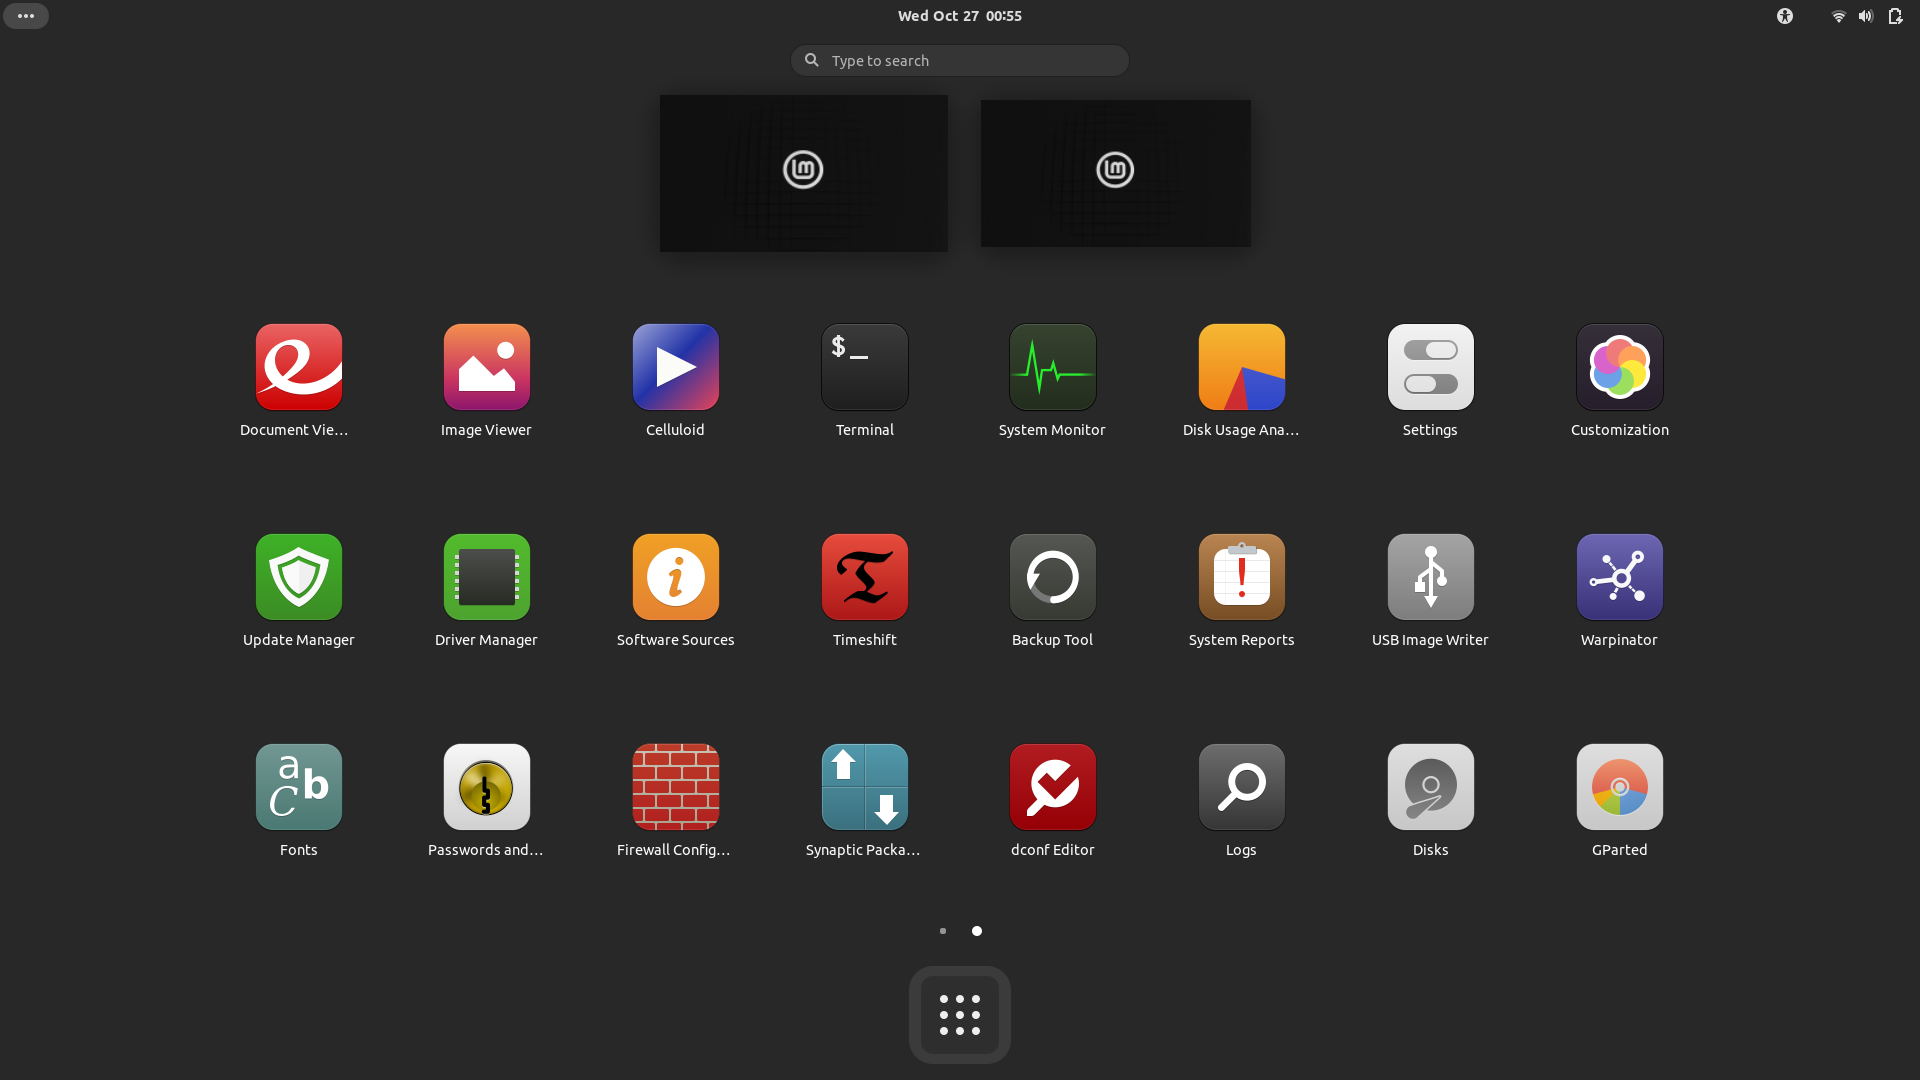 Wed Oct 27 00:55
Type to search
Document Vie…
Image Viewer
Celluloid
$_
Terminal
System Monitor
Disk Usage Ana…
Settings
Customization
Update Manager
Driver Manager
Software Sources
Timeshift
Backup Tool
System Reports
USB Image Writer
Warpinator
a
b
C
Fonts
Passwords and…
Firewall Config…
Synaptic Packa…
dconf Editor
Logs
Disks
GParted